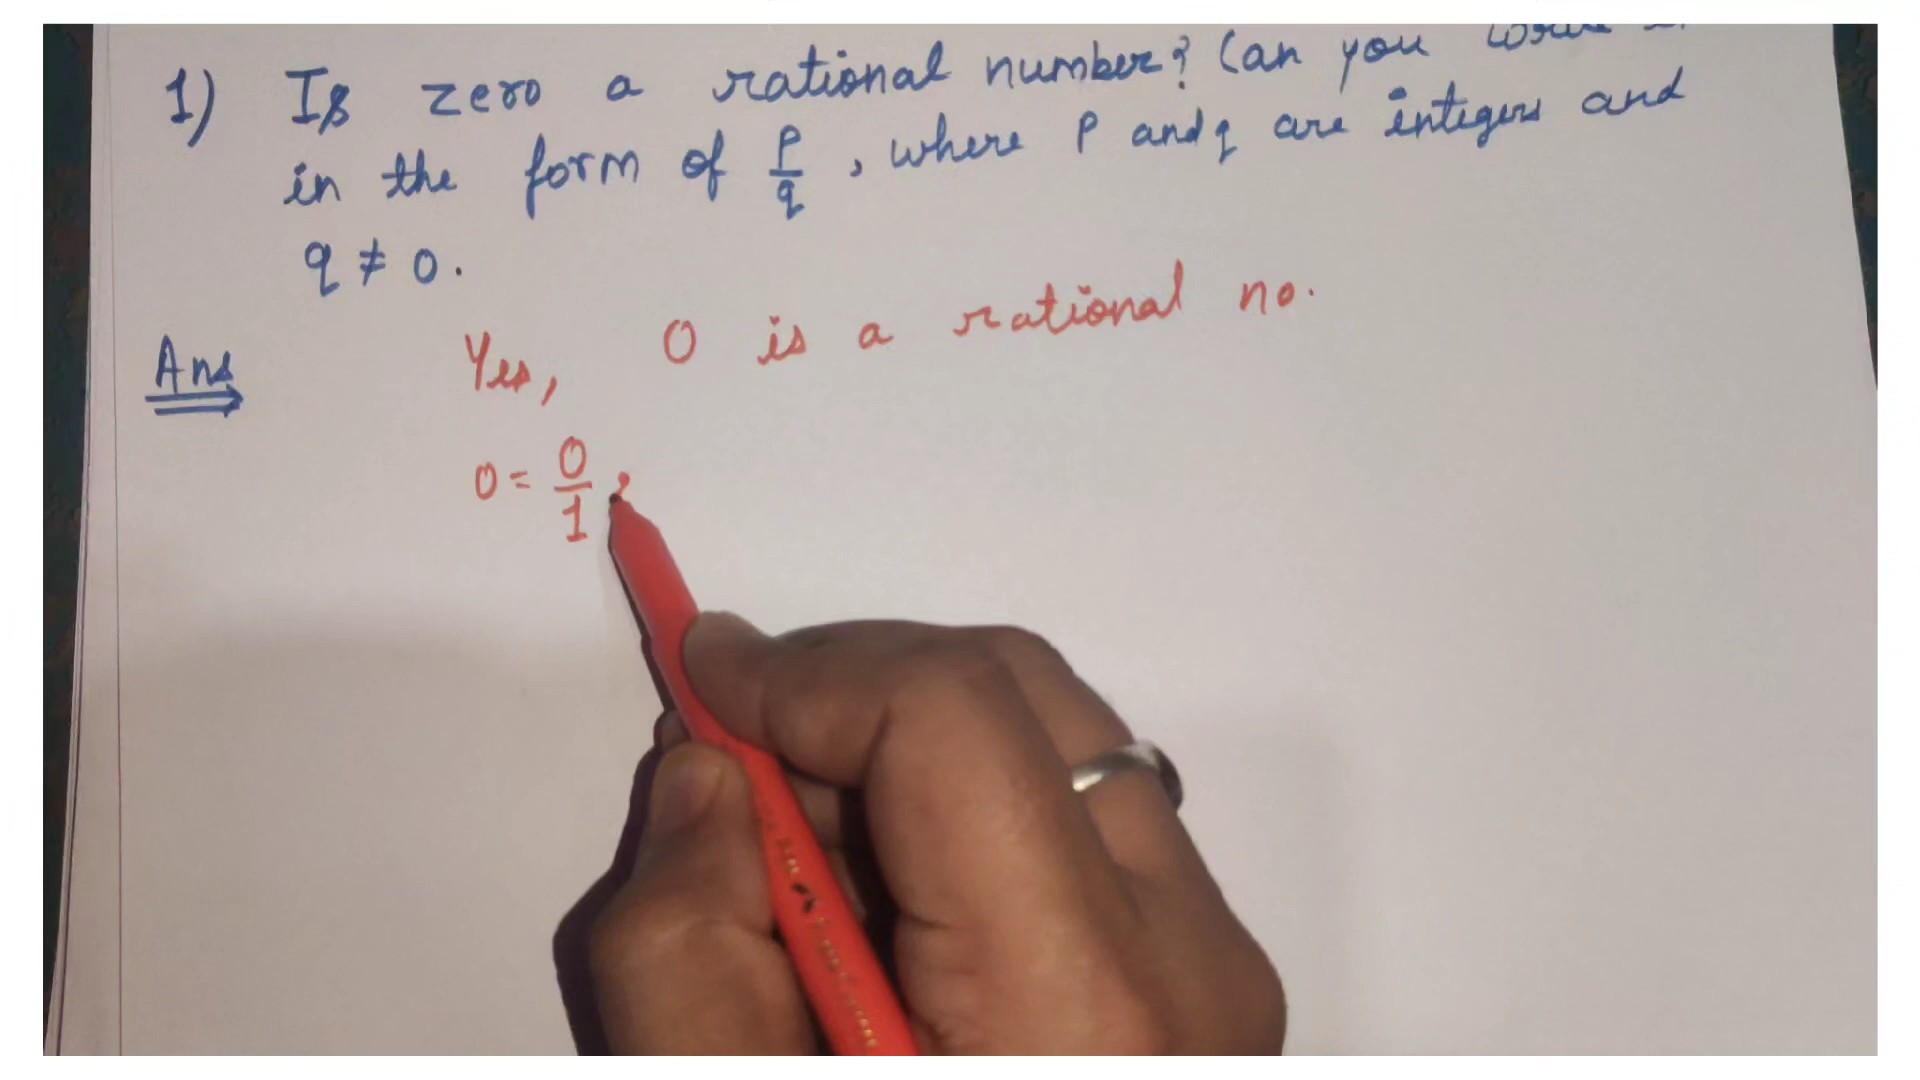 1) Is zero a rational number? Can you
in the form of p/q, where p and q are integers and
q ≠ 0.
Ans Yes, 0 is a rational no.
0 = 0/1,